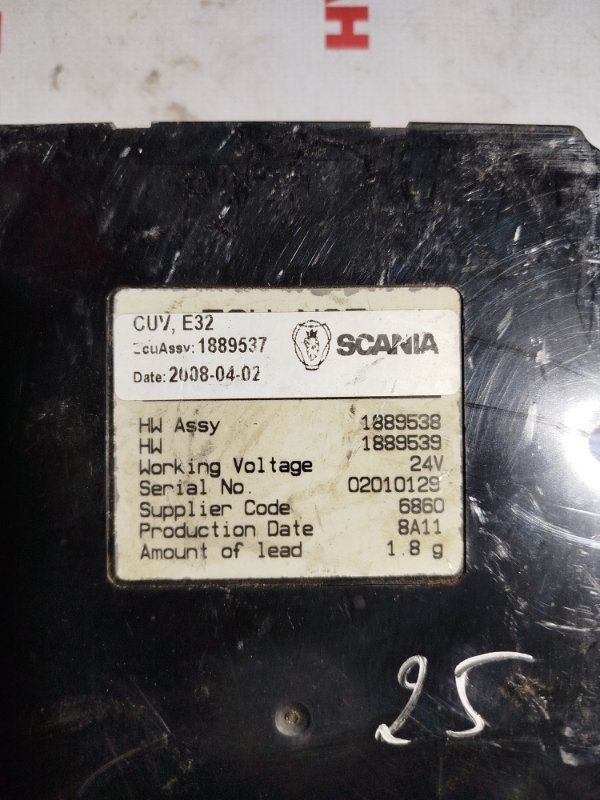 H
CUV, E32
EcuAssy: 1889537
SCANIA
Date: 2008-04-02
HW Assy 1889538
HW 1889539
Working Voltage 24V
Serial No. 02010129
Supplier Code 6860
Production Date 8A11
Amount of lead 1.8 g
25